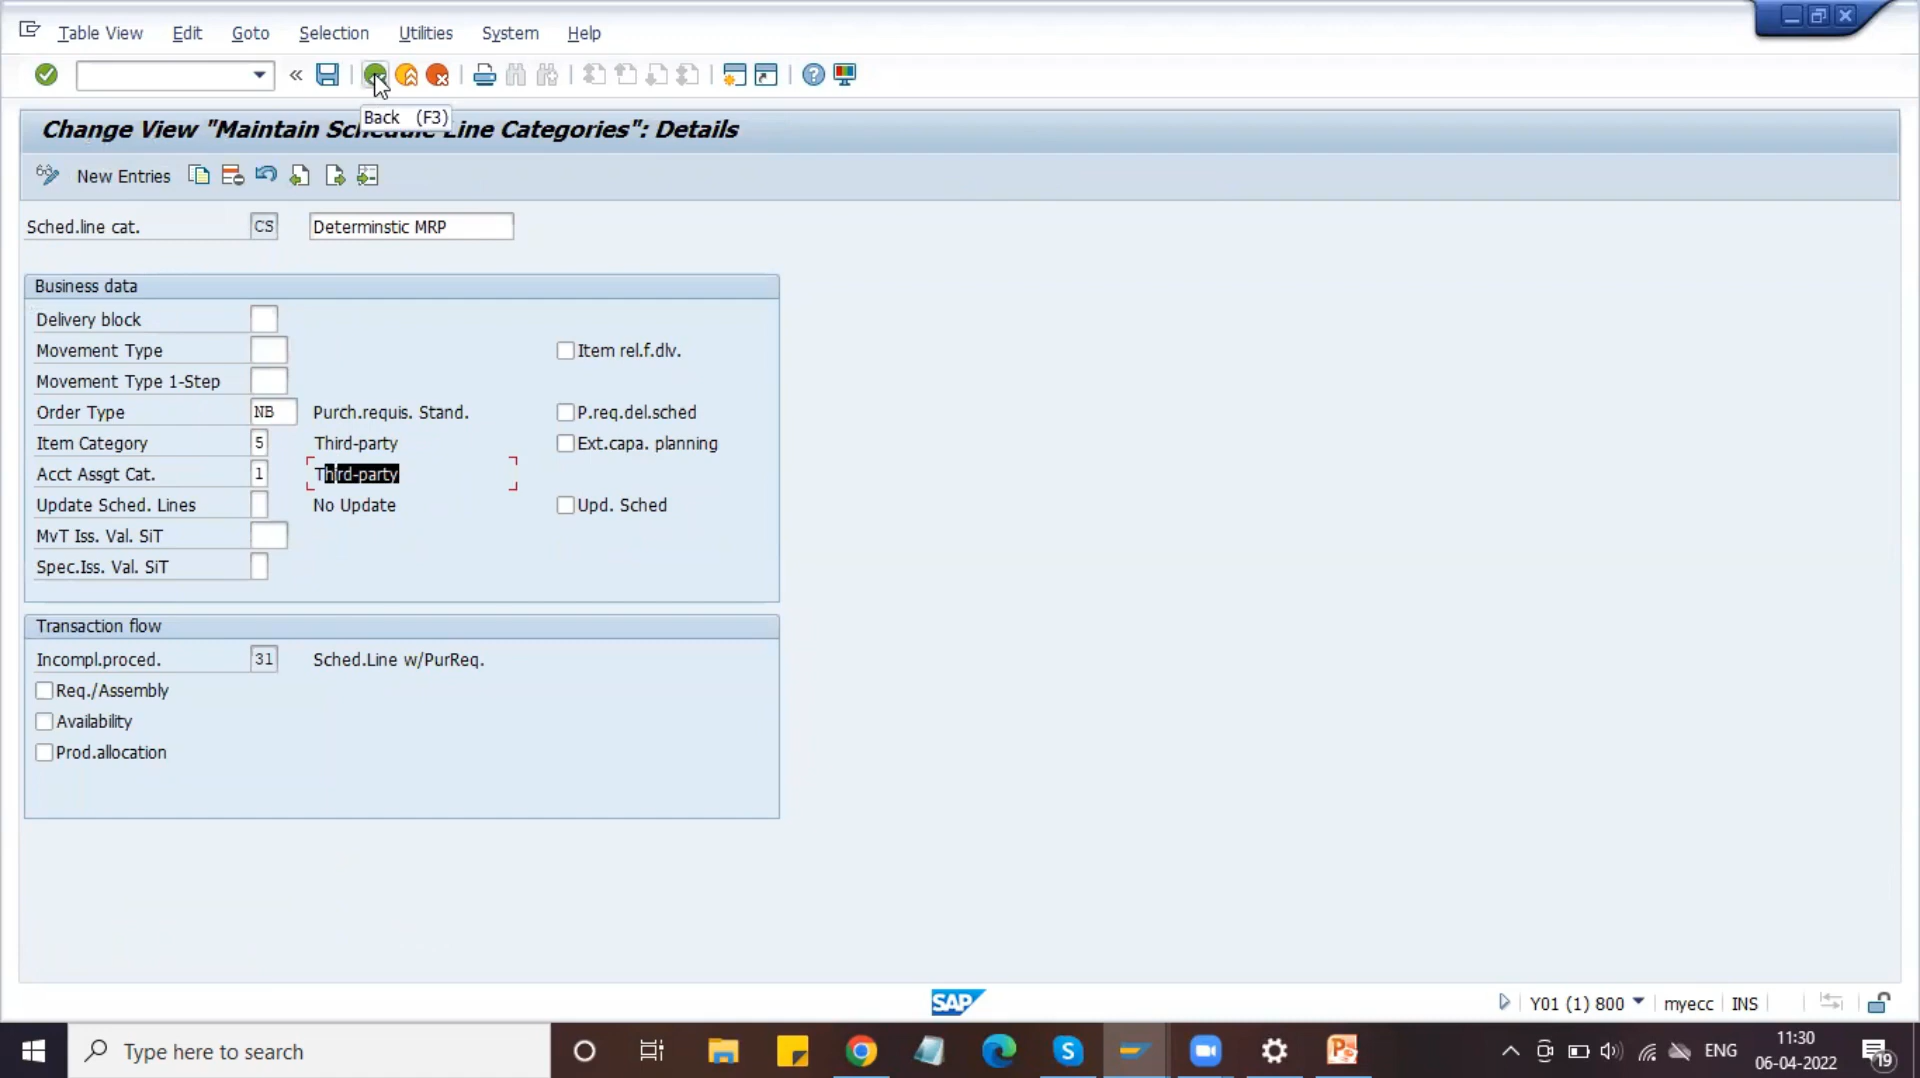 Table View Edit Goto Selection Utilities System Help
Back (F3)
Change View "Maintain Schedule Line Categories": Details
New Entries
Sched.line cat. CS Determinstic MRP
Business data
Delivery block
Movement Type Item rel.f.dlv.
Movement Type 1-Step
Order Type NB Purch.requis. Stand. P.req.del.sched
Item Category 5 Third-party Ext.capa. planning
Acct Assgt Cat. 1 Third-party
Update Sched. Lines No Update Upd. Sched
MvT Iss. Val. SiT
Spec.Iss. Val. SiT
Transaction flow
Incompl.proced. 31 Sched.Line w/PurReq.
Req./Assembly
Availability
Prod.allocation
SAP Y01 (1) 800 myecc INS
Type here to search ENG 11:30
06-04-2022 19